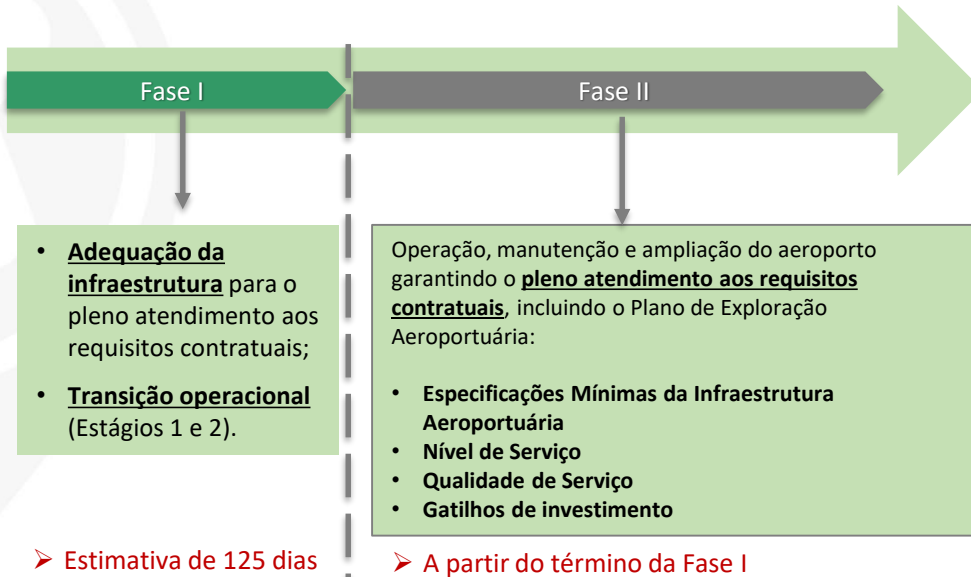 Fase I
Fase II
• Adequação da
infraestrutura para o
pleno atendimento aos
requisitos contratuais;
• Transição operacional
(Estágios 1 e 2).
➢ Estimativa de 125 dias
Operação, manutenção e ampliação do aeroporto
garantindo o pleno atendimento aos requisitos
contratuais, incluindo o Plano de Exploração
Aeroportuária:
• Especificações Mínimas da Infraestrutura
Aeroportuária
• Nível de Serviço
• Qualidade de Serviço
• Gatilhos de investimento
➢ A partir do término da Fase I